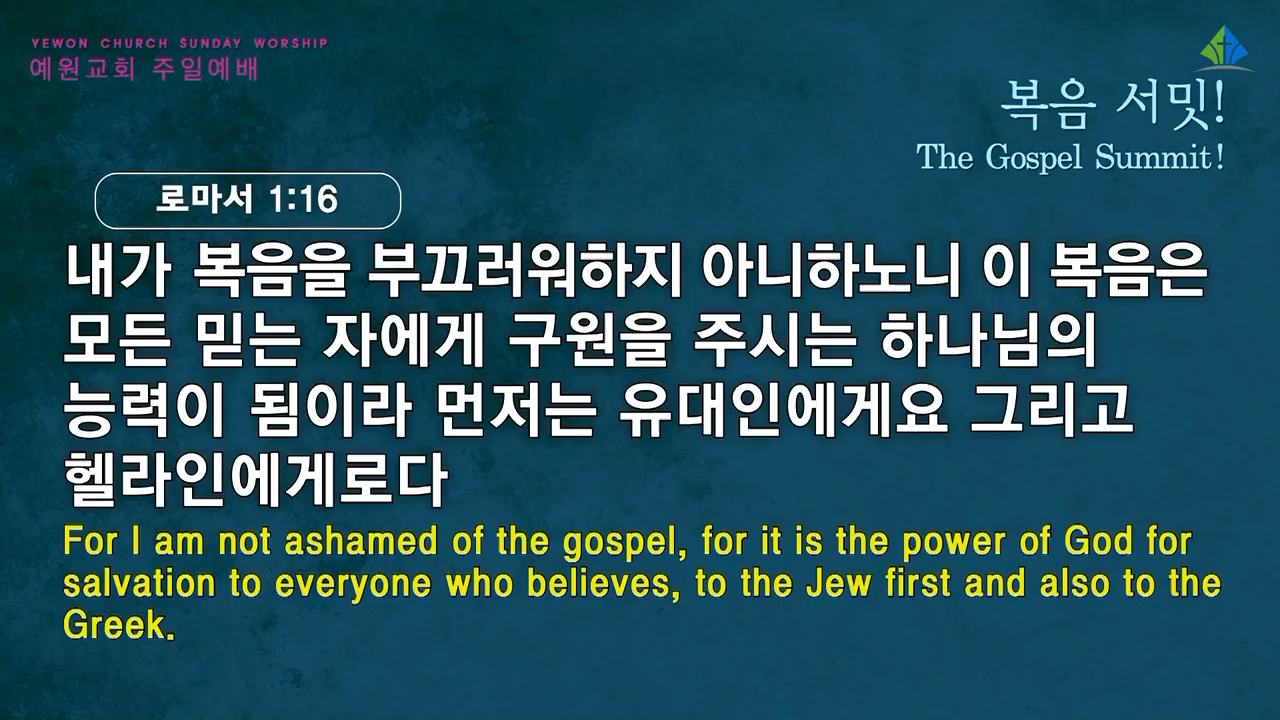 YEWON CHURCH SUNDAY WORSHIP
예원교회 주일예배
복음 서밋!
The Gospel Summit!
로마서 1:16
내가 복음을 부끄러워하지 아니하노니 이 복음은
모든 믿는 자에게 구원을 주시는 하나님의
능력이 됨이라 먼저는 유대인에게요 그리고
헬라인에게로다
For I am not ashamed of the gospel, for it is the power of God for
salvation to everyone who believes, to the Jew first and also to the
Greek.